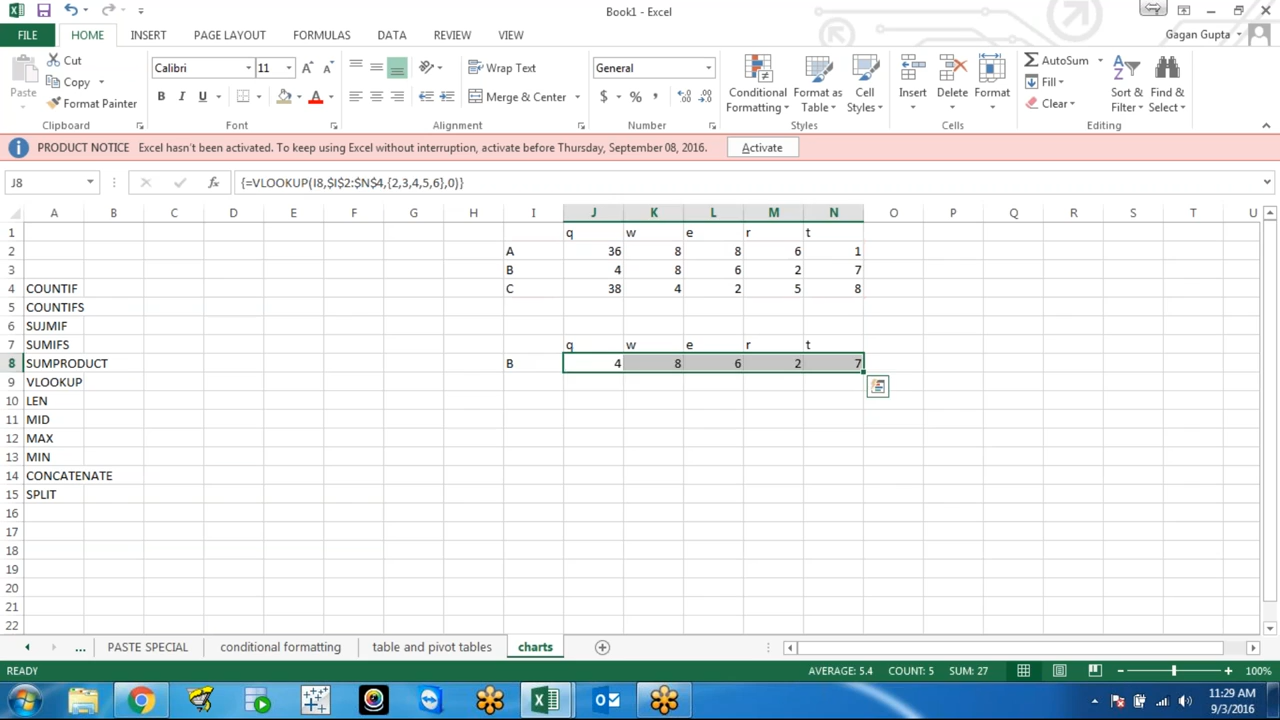 Book1 - Excel
FILE HOME INSERT PAGE LAYOUT FORMULAS DATA REVIEW VIEW Gagan Gupta
Cut
Copy
Format Painter
Paste
Clipboard
Calibri 11
B I U
Font
Wrap Text
Merge & Center
Alignment
General
$ % ,
Number
Conditional Formatting
Format as Table
Cell Styles
Styles
Insert Delete Format
Cells
AutoSum
Fill
Clear
Sort & Filter
Find & Select
Editing
PRODUCT NOTICE Excel hasn't been activated. To keep using Excel without interruption, activate before Thursday, September 08, 2016. Activate
J8 fx {=VLOOKUP(I8,$I$2:$N$4,{2,3,4,5,6},0)}
A B C D E F G H I J K L M N O P Q R S T U
1 q w e r t
2 A 36 8 8 6 1
3 B 4 8 6 2 7
4 COUNTIF C 38 4 2 5 8
5 COUNTIFS
6 SUJMIF
7 SUMIFS q w e r t
8 SUMPRODUCT B 4 8 6 2 7
9 VLOOKUP
10 LEN
11 MID
12 MAX
13 MIN
14 CONCATENATE
15 SPLIT
16
17
18
19
20
21
22
... PASTE SPECIAL conditional formatting table and pivot tables charts
READY AVERAGE: 5.4 COUNT: 5 SUM: 27 100%
11:29 AM
9/3/2016